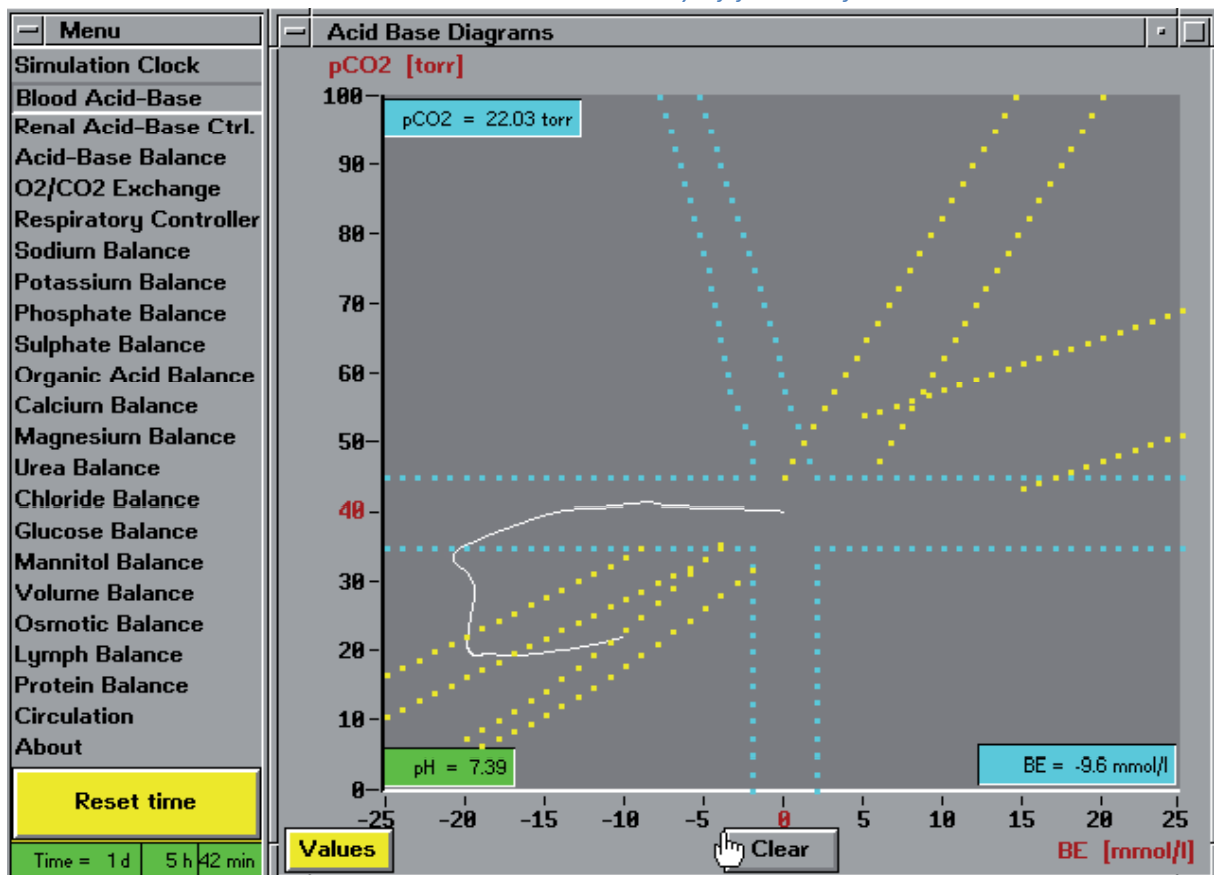 Menu
Simulation Clock
Blood Acid-Base
Renal Acid-Base Ctrl.
Acid-Base Balance
O2/CO2 Exchange
Respiratory Controller
Sodium Balance
Potassium Balance
Phosphate Balance
Sulphate Balance
Organic Acid Balance
Calcium Balance
Magnesium Balance
Urea Balance
Chloride Balance
Glucose Balance
Mannitol Balance
Volume Balance
Osmotic Balance
Lymph Balance
Protein Balance
Circulation
About
Reset time
Time = 1 d 5 h 42 min
Acid Base Diagrams
pCO2 [torr]
100
pCO2 = 22.03 torr
90
80
70
60
50
40
30
20
10
0
pH = 7.39
BE = -9.6 mmol/l
-25 -20 -15 -10 -5 0 5 10 15 20 25
Values
Clear
BE [mmol/l]